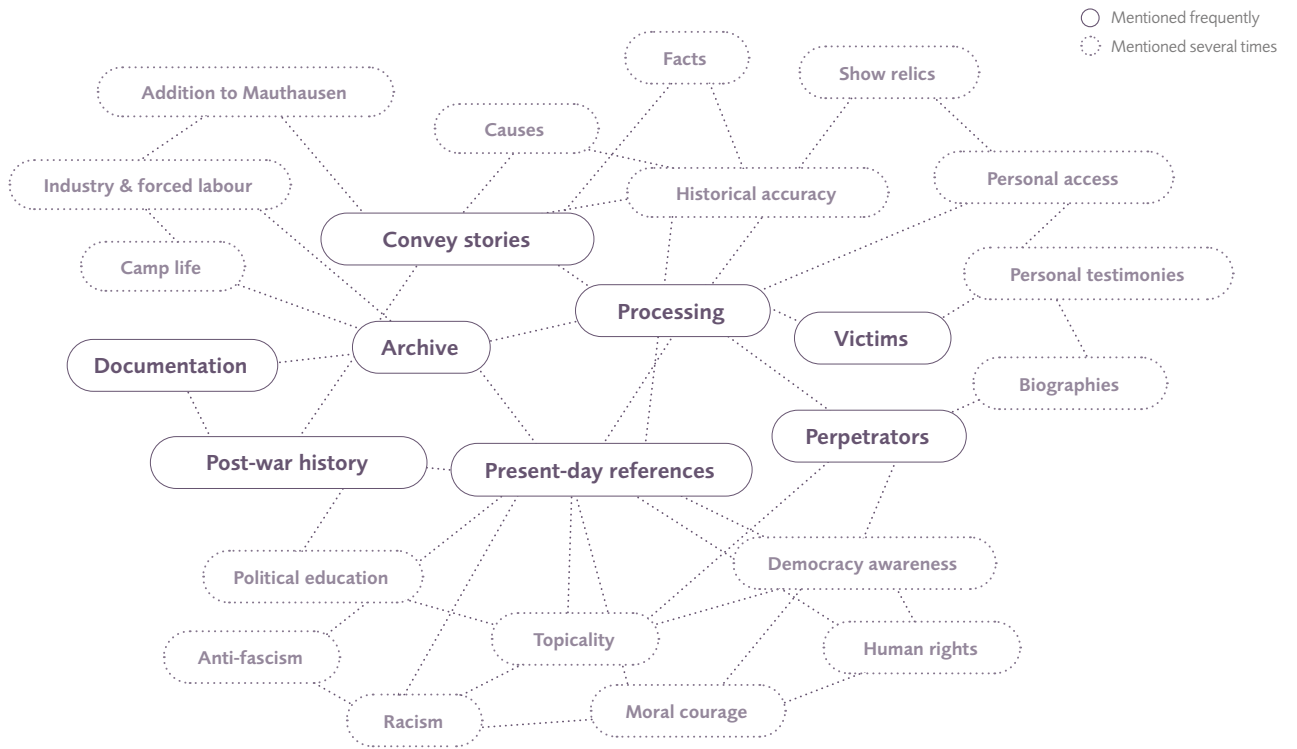 Mentioned frequently
Mentioned several times
Facts
Show relics
Addition to Mauthausen
Causes
Industry & forced labour
Historical accuracy
Personal access
Convey stories
Camp life
Personal testimonies
Processing
Victims
Archive
Documentation
Biographies
Perpetrators
Post-war history
Present-day references
Democracy awareness
Political education
Topicality
Human rights
Anti-fascism
Moral courage
Racism